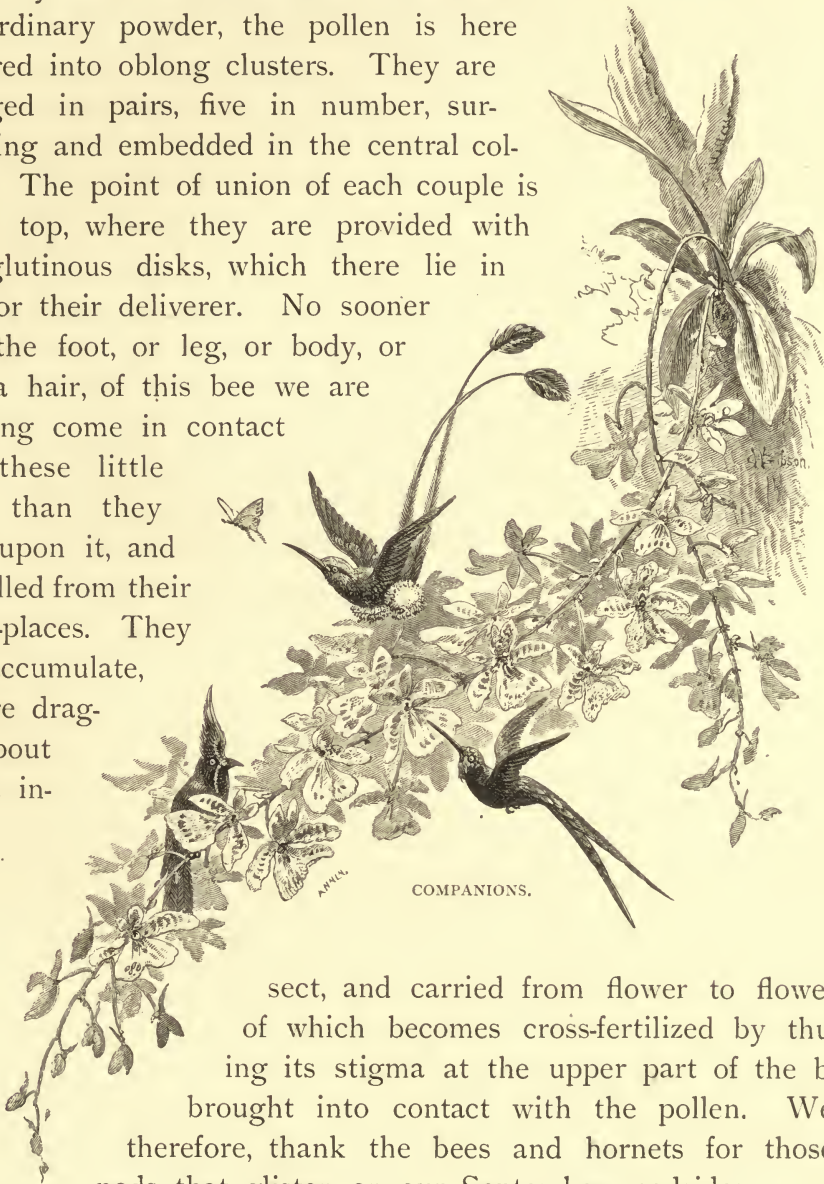 rdinary powder, the pollen is here
red into oblong clusters. They are
ged in pairs, five in number, sur-
ing and embedded in the central col-
The point of union of each couple is
top, where they are provided with
glutinous disks, which there lie in
or their deliverer. No sooner
the foot, or leg, or body, or
a hair, of this bee we are
ng come in contact
these little
than they
upon it, and
lled from their
-places. They
accumulate,
re drag-
bout
in-
COMPANIONS.
sect, and carried from flower to flowe
of which becomes cross-fertilized by thu
ing its stigma at the upper part of the b
brought into contact with the pollen. We
therefore, thank the bees and hornets for those